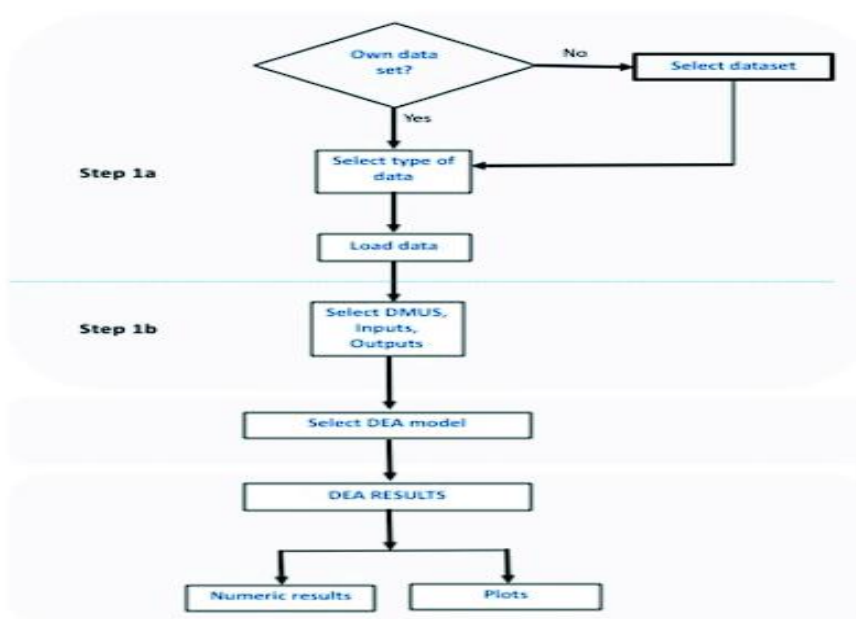 Own data
set?
No
Select dataset
Yes
Select type of
data
Step 1a
Load data
Select DMUS,
Inputs,
Outputs
Step 1b
Select DEA model
DEA RESULTS
Numeric results
Plots